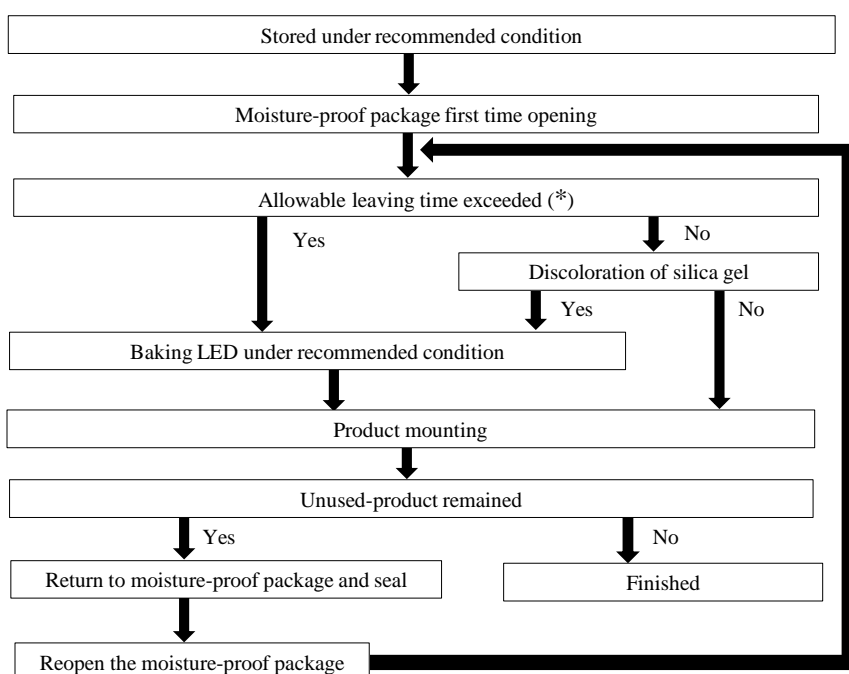 Stored under recommended condition
Moisture-proof package first time opening
Allowable leaving time exceeded (*)
Yes
No
Discoloration of silica gel
Yes
No
Baking LED under recommended condition
Product mounting
Unused-product remained
Yes
No
Return to moisture-proof package and seal
Finished
Reopen the moisture-proof package